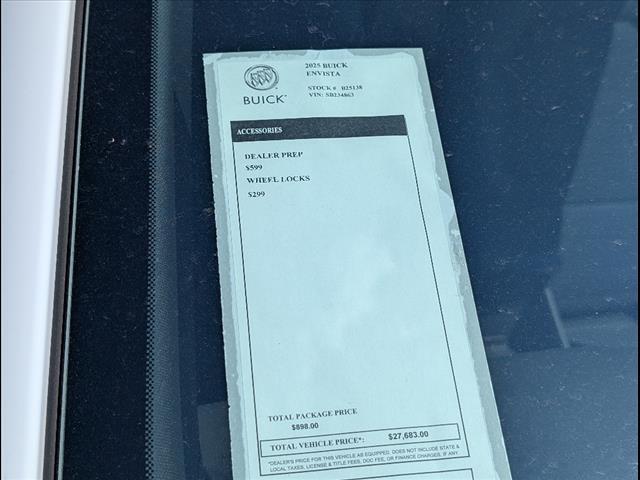 2025 BUICK
ENVISTA
BUICK
STOCK # B25138
VIN: SB234863
ACCESSORIES
DEALER PREP
$599
WHEEL LOCKS
$299
TOTAL PACKAGE PRICE
$898.00
TOTAL VEHICLE PRICE*: $27,683.00
*DEALER'S PRICE FOR THIS VEHICLE AS EQUIPPED. DOES NOT INCLUDE STATE &
LOCAL TAXES, LICENSE & TITLE FEES, DOC FEE, OR FINANCE CHARGES, IF ANY.